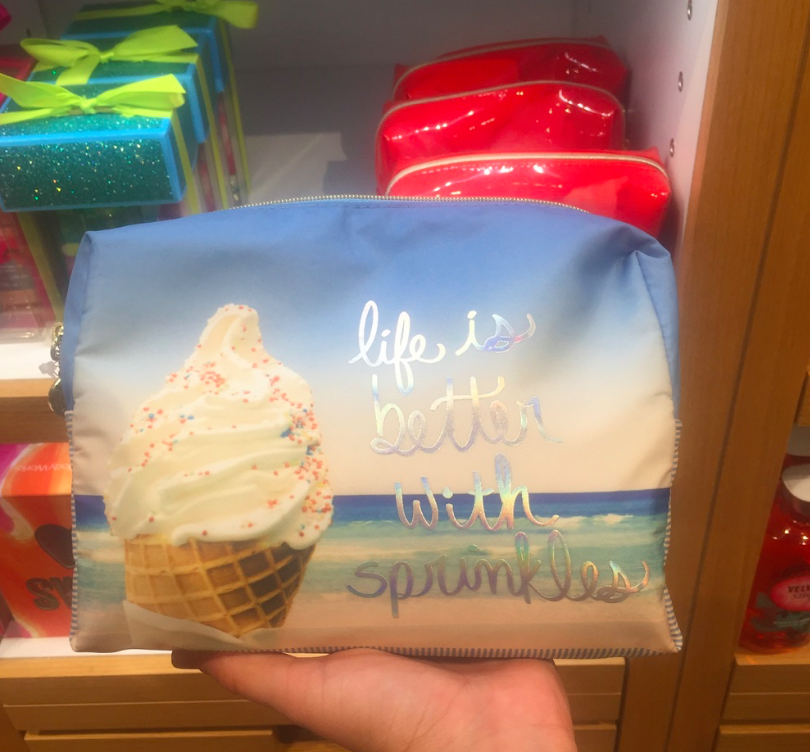 life is
better
with
sprinkles